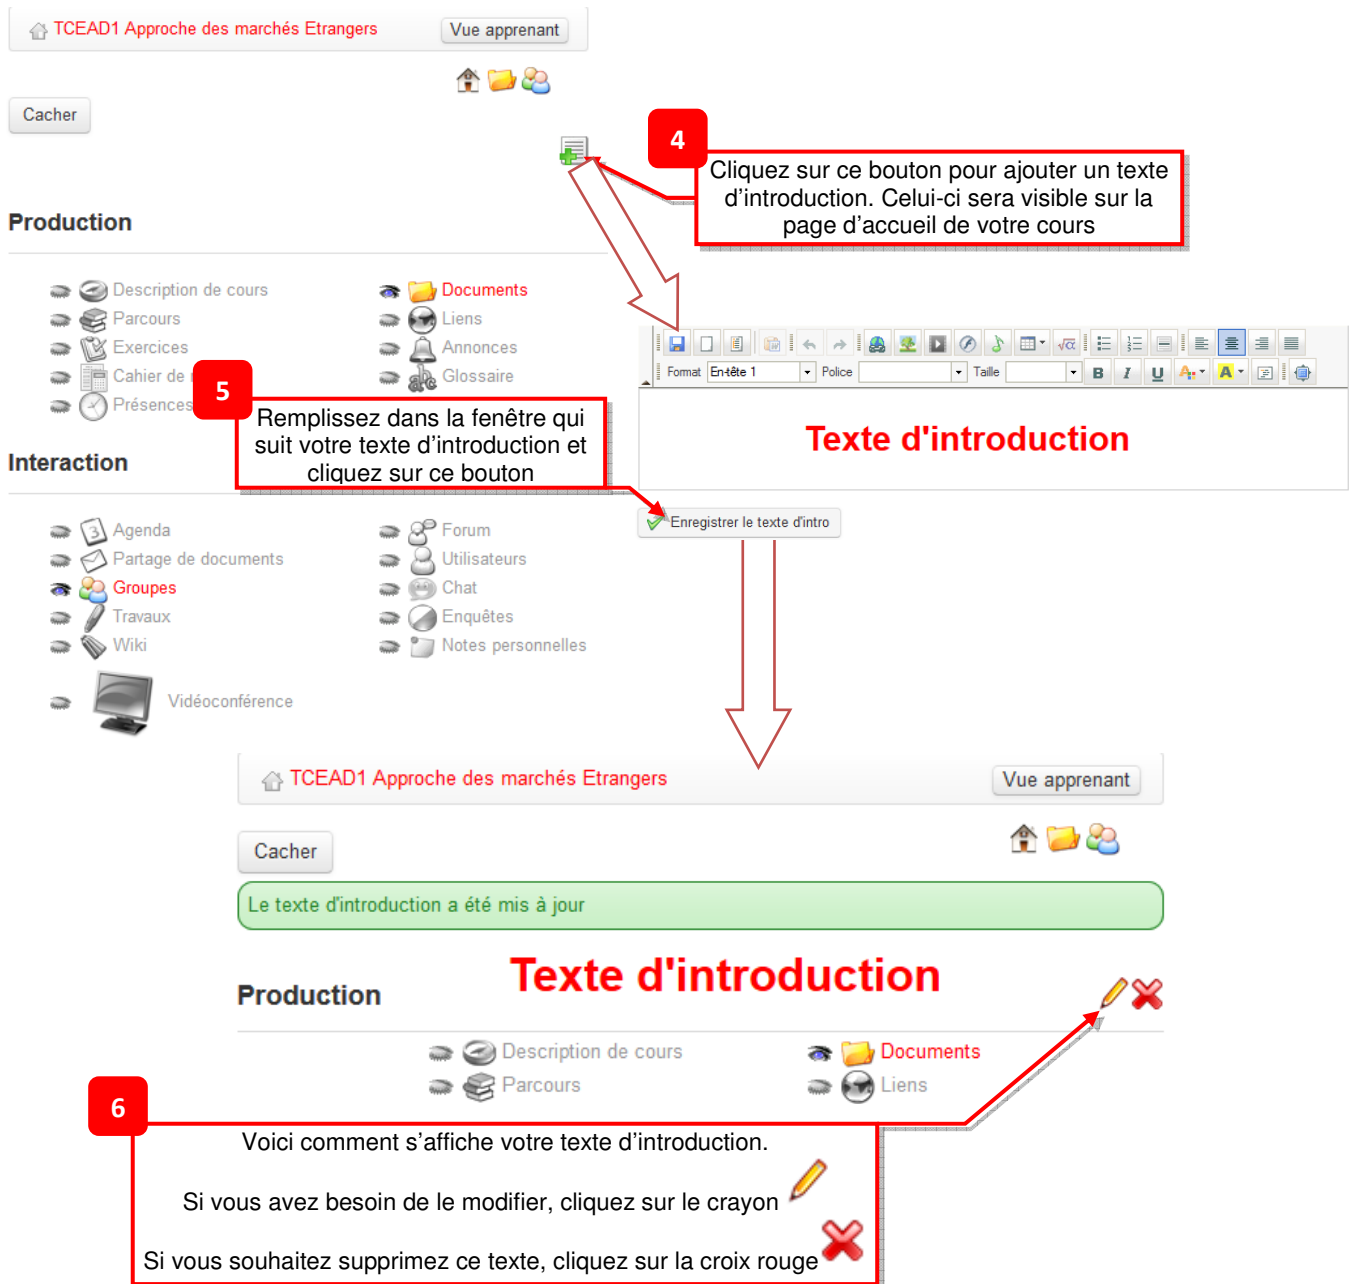 TCEAD1 Approche des marchés Etrangers
Vue apprenant
Cacher
4
Cliquez sur ce bouton pour ajouter un texte
d’introduction. Celui-ci sera visible sur la
page d’accueil de votre cours
Production
Description de cours
Documents
Parcours
Liens
Exercices
Annonces
Cahier de
Glossaire
Présences
Format En-tête 1 Police Taille B I U A A
Texte d'introduction
5
Remplissez dans la fenêtre qui
suit votre texte d’introduction et
cliquez sur ce bouton
Enregistrer le texte d'intro
Interaction
Agenda
Forum
Partage de documents
Utilisateurs
Groupes
Chat
Travaux
Enquêtes
Wiki
Notes personnelles
Vidéoconférence
TCEAD1 Approche des marchés Etrangers
Vue apprenant
Cacher
Le texte d'introduction a été mis à jour
Texte d'introduction
Production
Description de cours
Documents
Parcours
Liens
6
Voici comment s’affiche votre texte d’introduction.
Si vous avez besoin de le modifier, cliquez sur le crayon
Si vous souhaitez supprimez ce texte, cliquez sur la croix rouge